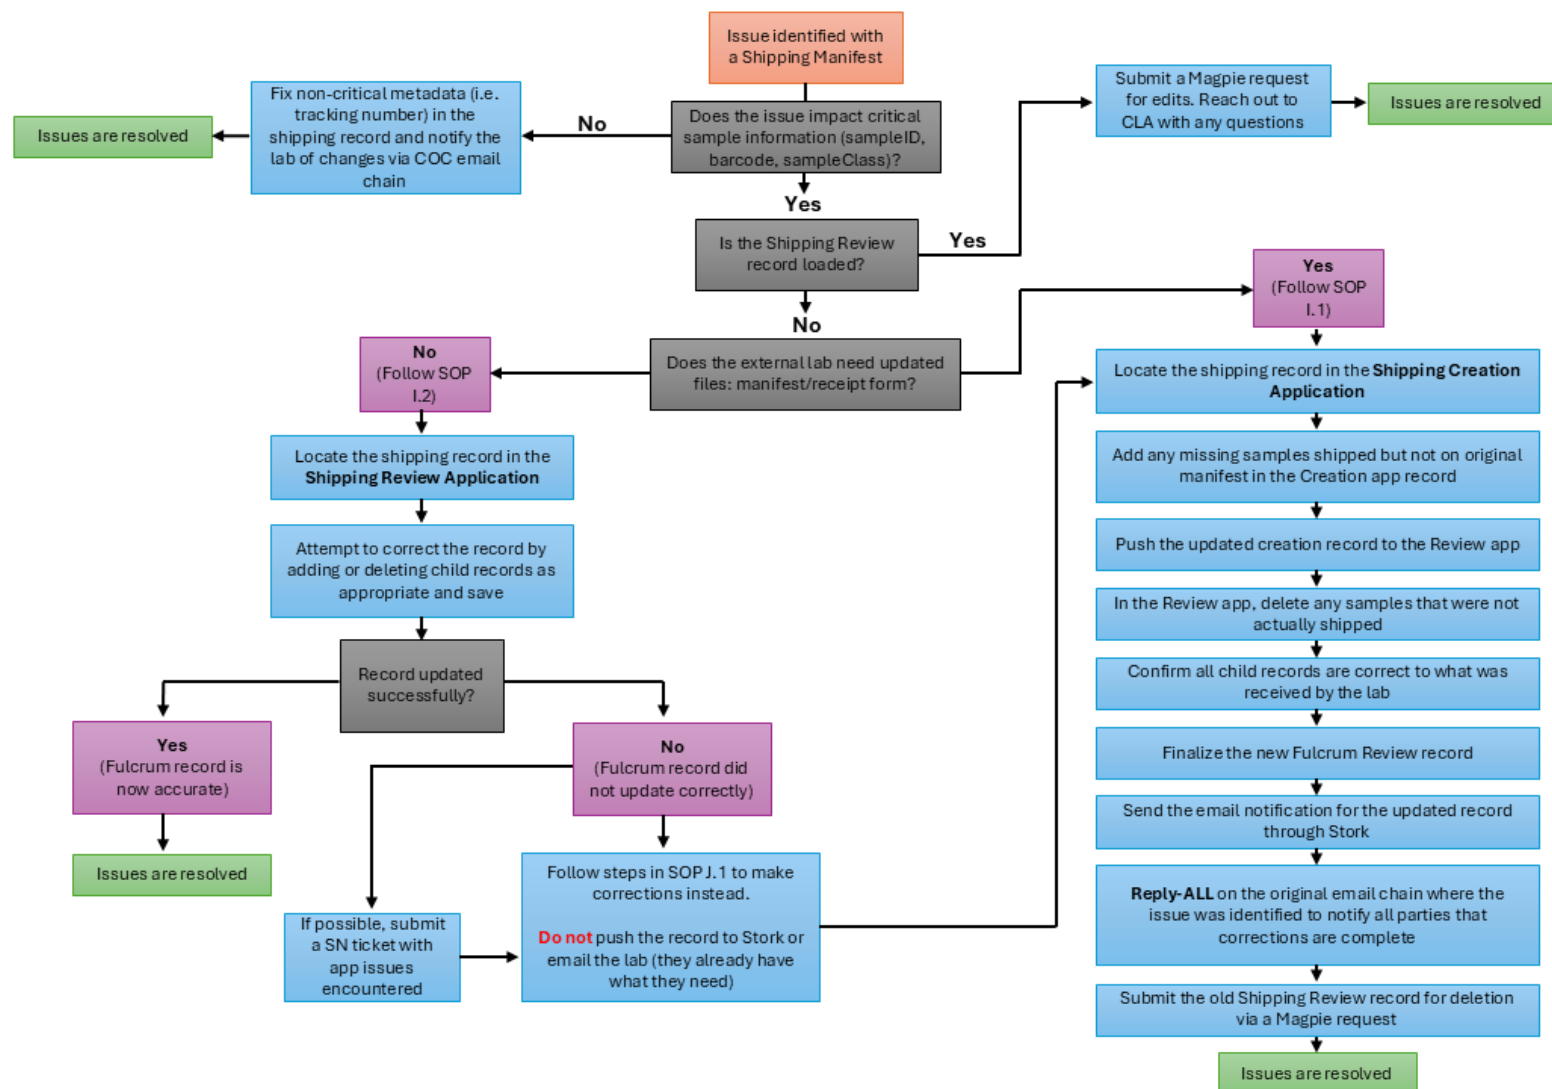 Issue identified with
a Shipping Manifest
Does the issue impact critical
sample information (sampleID,
barcode, sampleClass)?
No
Fix non-critical metadata (i.e.
tracking number) in the
shipping record and notify the
lab of changes via COC email
chain
Issues are resolved
Yes
Is the Shipping Review
record loaded?
Yes
Submit a Magpie request
for edits. Reach out to
CLA with any questions
Issues are resolved
No
Does the external lab need updated
files: manifest/receipt form?
No
(Follow SOP
I.2)
Locate the shipping record in the
Shipping Review Application
Attempt to correct the record by
adding or deleting child records as
appropriate and save
Record updated
successfully?
Yes
(Fulcrum record is
now accurate)
Issues are resolved
No
(Fulcrum record did
not update correctly)
If possible, submit
a SN ticket with
app issues
encountered
Follow steps in SOP J.1 to make
corrections instead.
Do not push the record to Stork or
email the lab (they already have
what they need)
Yes
(Follow SOP
I.1)
Locate the shipping record in the Shipping Creation
Application
Add any missing samples shipped but not on original
manifest in the Creation app record
Push the updated creation record to the Review app
In the Review app, delete any samples that were not
actually shipped
Confirm all child records are correct to what was
received by the lab
Finalize the new Fulcrum Review record
Send the email notification for the updated record
through Stork
Reply-ALL on the original email chain where the
issue was identified to notify all parties that
corrections are complete
Submit the old Shipping Review record for deletion
via a Magpie request
Issues are resolved